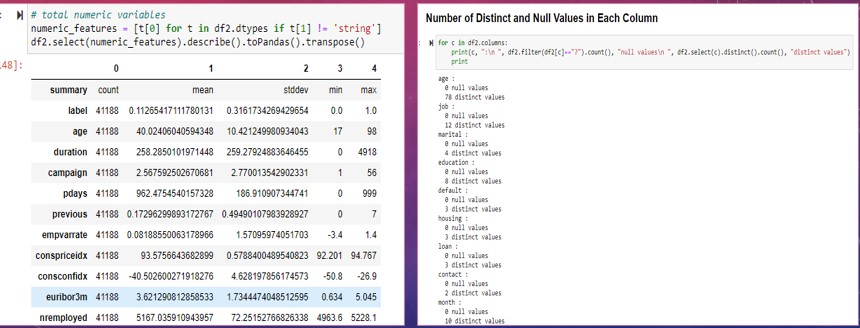 # total numeric variables
numeric_features = [t[0] for t in df2.dtypes if t[1] != 'string']
df2.select(numeric_features).describe().toPandas().transpose()
48]:
0 1 2 3 4
summary count mean stddev min max
label 41188 0.11265417111780131 0.3161734269429654 0.0 1.0
age 41188 40.02406040594348 10.421249980934043 17 98
duration 41188 258.2850101971448 259.27924883646455 0 4918
campaign 41188 2.567592502670681 2.770013542902331 1 56
pdays 41188 962.4754540157328 186.910907344741 0 999
previous 41188 0.17296299893172767 0.49490107983928927 0 7
empvarrate 41188 0.08188550063178966 1.57095974051703 -3.4 1.4
conspriceidx 41188 93.5756643682899 0.5788400489540823 92.201 94.767
consconfidx 41188 -40.502600271918276 4.628197856174573 -50.8 -26.9
euribor3m 41188 3.621290812858533 1.7344474048512595 0.634 5.045
nremployed 41188 5167.035910943957 72.25152766826338 4963.6 5228.1
Number of Distinct and Null Values in Each Column
for c in df2.columns:
print(c, ":\n ", df2.filter(df2[c]=="?").count(), "null values\n ", df2.select(c).distinct().count(), "distinct values")
print
age :
0 null values
78 distinct values
job :
0 null values
12 distinct values
marital :
0 null values
4 distinct values
education :
0 null values
8 distinct values
default :
0 null values
3 distinct values
housing :
0 null values
3 distinct values
loan :
0 null values
3 distinct values
contact :
0 null values
2 distinct values
month :
0 null values
10 distinct values